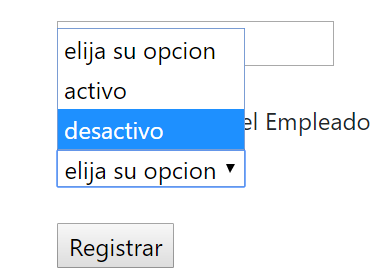 elija su opcion
activo
desactivo
el Empleado
elija su opcion
Registrar